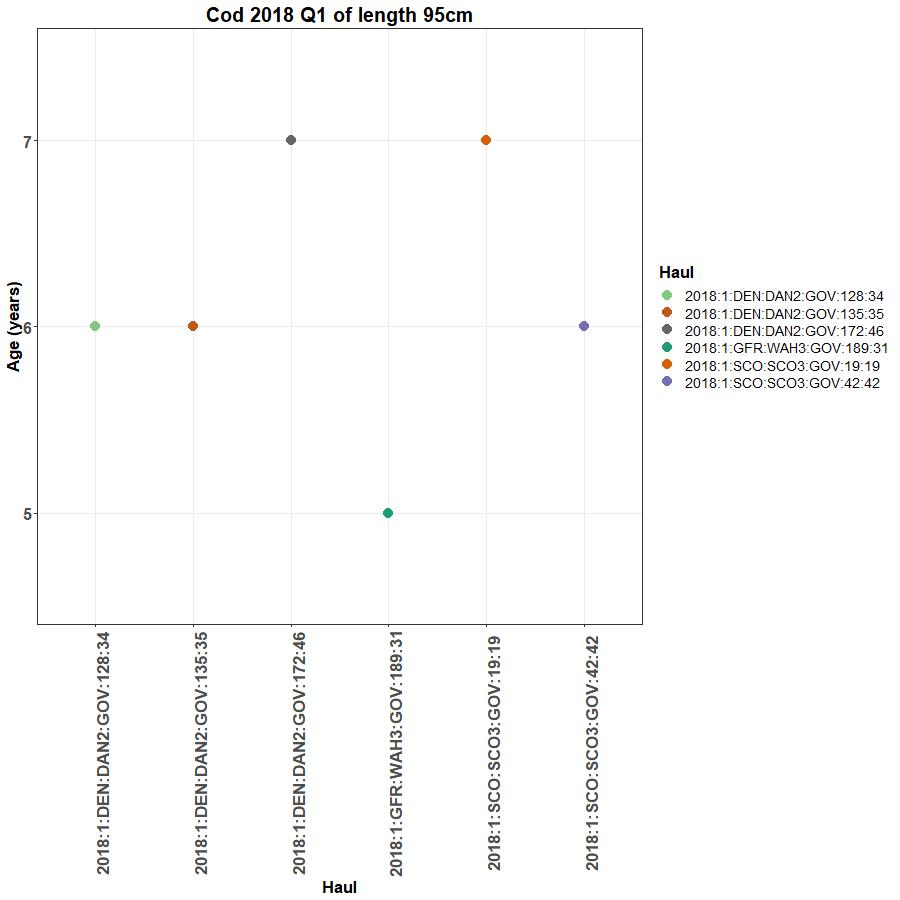 Cod 2018 Q1 of length 95cm
Age (years)
7
6
5
2018:1:DEN:DAN2:GOV:128:34
2018:1:DEN:DAN2:GOV:135:35
2018:1:DEN:DAN2:GOV:172:46
2018:1:GFR:WAH3:GOV:189:31
2018:1:SCO:SCO3:GOV:19:19
2018:1:SCO:SCO3:GOV:42:42
Haul
Haul
2018:1:DEN:DAN2:GOV:128:34
2018:1:DEN:DAN2:GOV:135:35
2018:1:DEN:DAN2:GOV:172:46
2018:1:GFR:WAH3:GOV:189:31
2018:1:SCO:SCO3:GOV:19:19
2018:1:SCO:SCO3:GOV:42:42